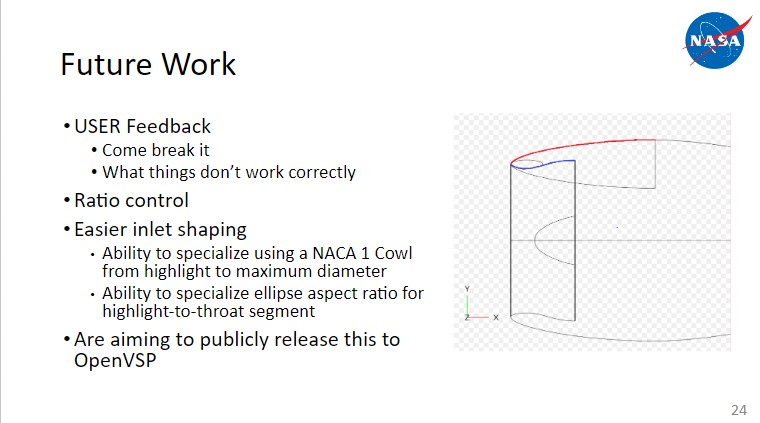 NASA
Future Work
• USER Feedback
• Come break it
• What things don’t work correctly
• Ratio control
• Easier inlet shaping
• Ability to specialize using a NACA 1 Cowl
from highlight to maximum diameter
• Ability to specialize ellipse aspect ratio for
highlight-to-throat segment
• Are aiming to publicly release this to
OpenVSP
Y
Z
X
24